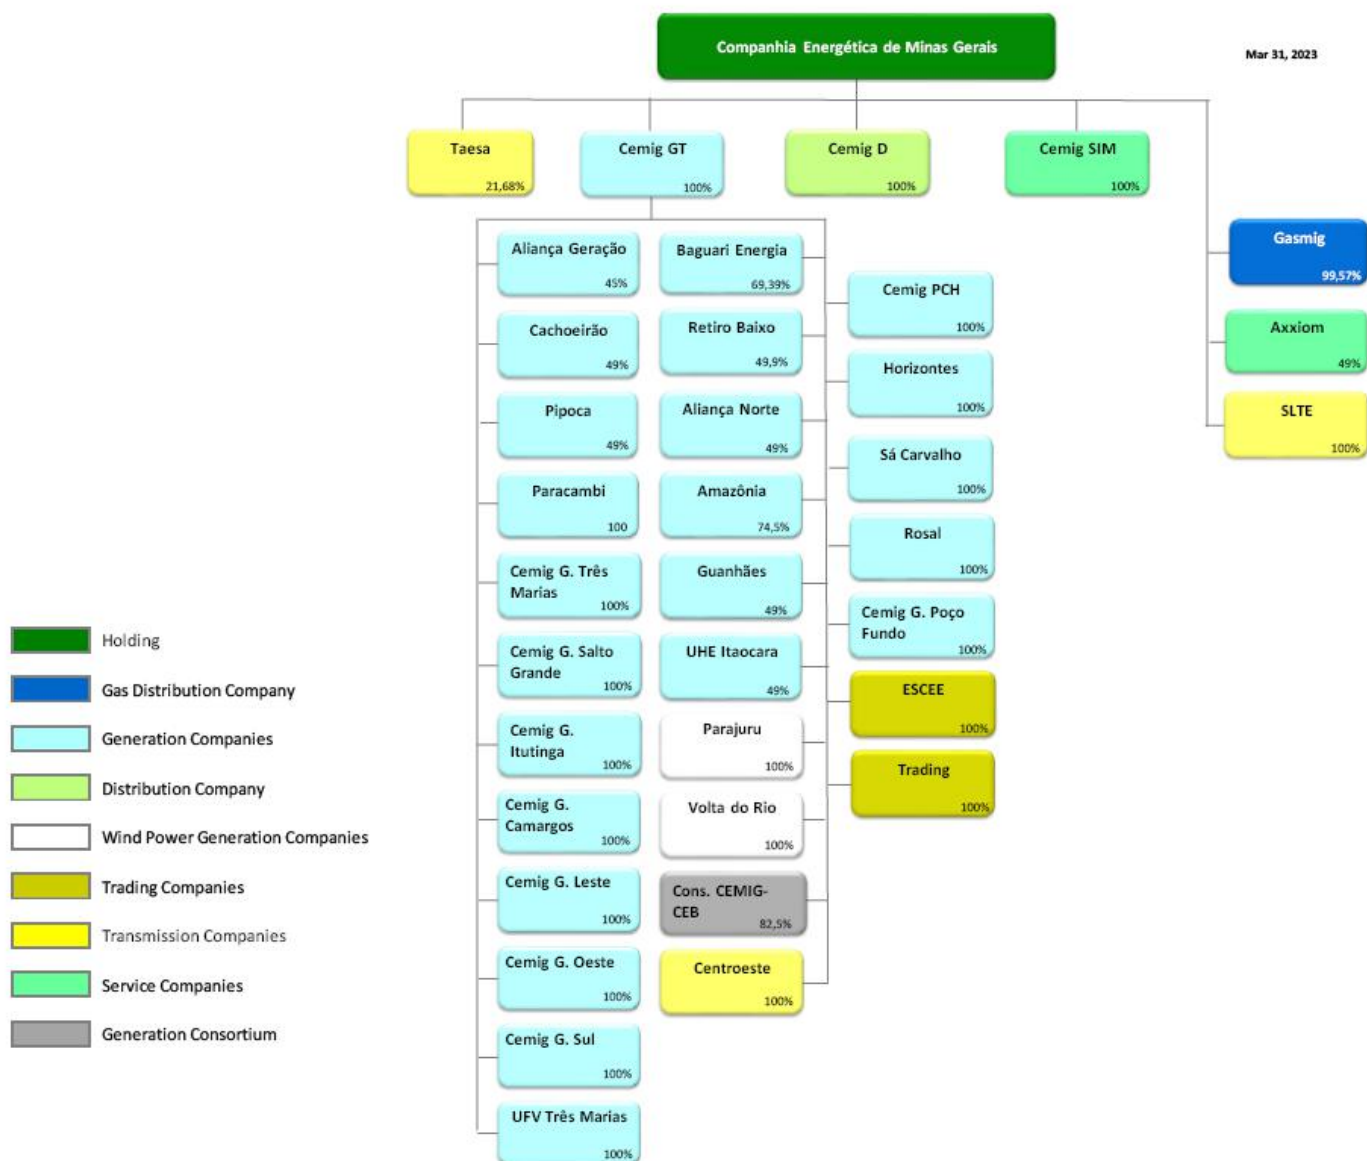 Companhia Energética de Minas Gerais
Mar 31, 2023
Taesa
21,68%
Cemig GT
100%
Cemig D
100%
Cemig SIM
100%
Gasmig
99,57%
Axxiom
49%
SLTE
100%
Aliança Geração
45%
Cachoeirão
49%
Pipoca
49%
Paracambi
100
Cemig G. Três
Marias
100%
Cemig G. Salto
Grande
100%
Cemig G.
Itutinga
100%
Cemig G.
Camargos
100%
Cemig G. Leste
100%
Cemig G. Oeste
100%
Cemig G. Sul
100%
UFV Três Marias
100%
Baguari Energia
69,39%
Retiro Baixo
49,9%
Aliança Norte
49%
Amazônia
74,5%
Guanhães
49%
UHE Itaocara
49%
Parajuru
100%
Volta do Rio
100%
Cons. CEMIG-
CEB
82,5%
Centroeste
100%
Cemig PCH
100%
Horizontes
100%
Sá Carvalho
100%
Rosal
100%
Cemig G. Poço
Fundo
100%
ESCEE
100%
Trading
100%
Holding
Gas Distribution Company
Generation Companies
Distribution Company
Wind Power Generation Companies
Trading Companies
Transmission Companies
Service Companies
Generation Consortium